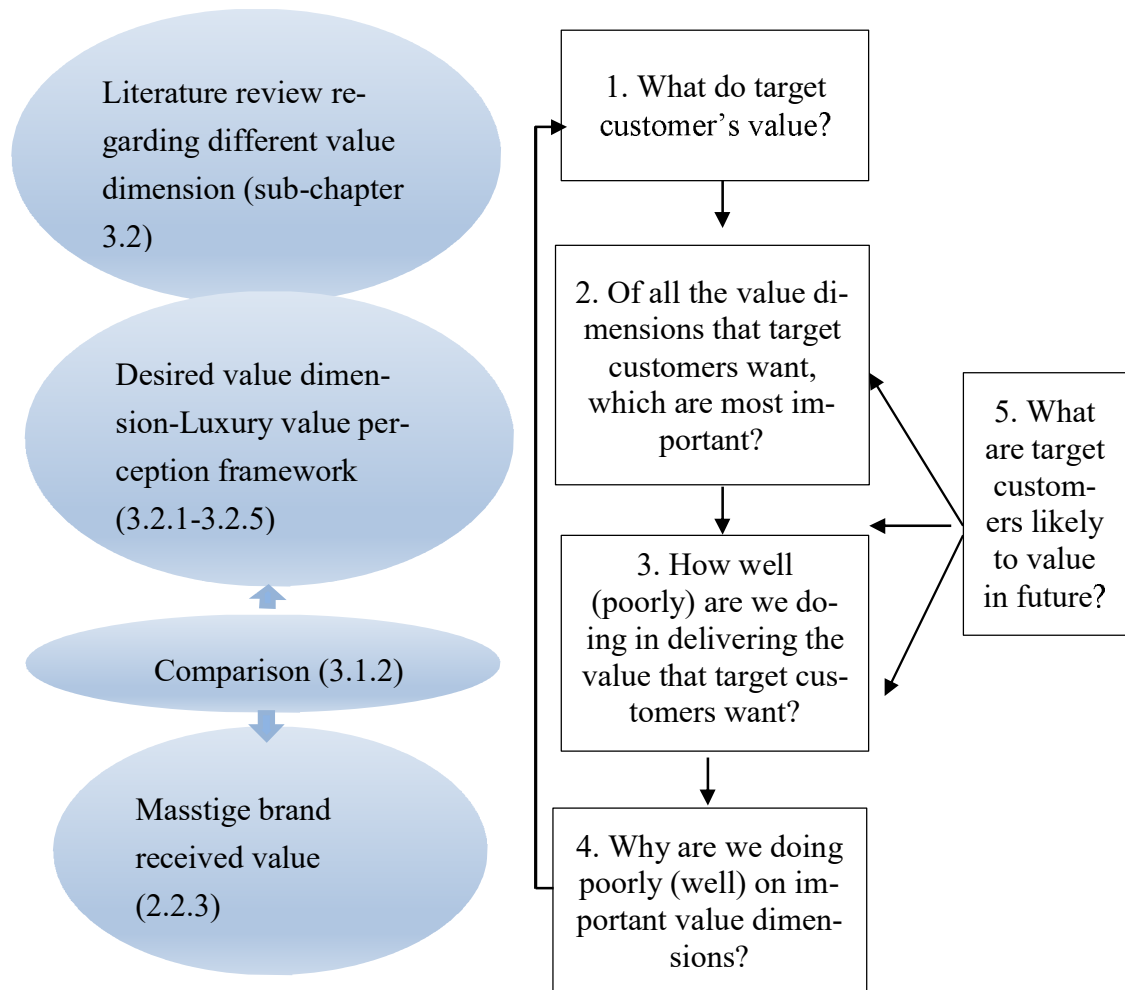 Literature review re-
garding different value
dimension (sub-chapter
3.2)
Desired value dimen-
sion-Luxury value per-
ception framework
(3.2.1-3.2.5)
Comparison (3.1.2)
Masstige brand
received value
(2.2.3)
1. What do target
customer’s value?
2. Of all the value di-
mensions that target
customers want,
which are most im-
portant?
3. How well
(poorly) are we do-
ing in delivering the
value that target cus-
tomers want?
4. Why are we doing
poorly (well) on im-
portant value dimen-
sions?
5. What
are target
custom-
ers likely
to value
in future?